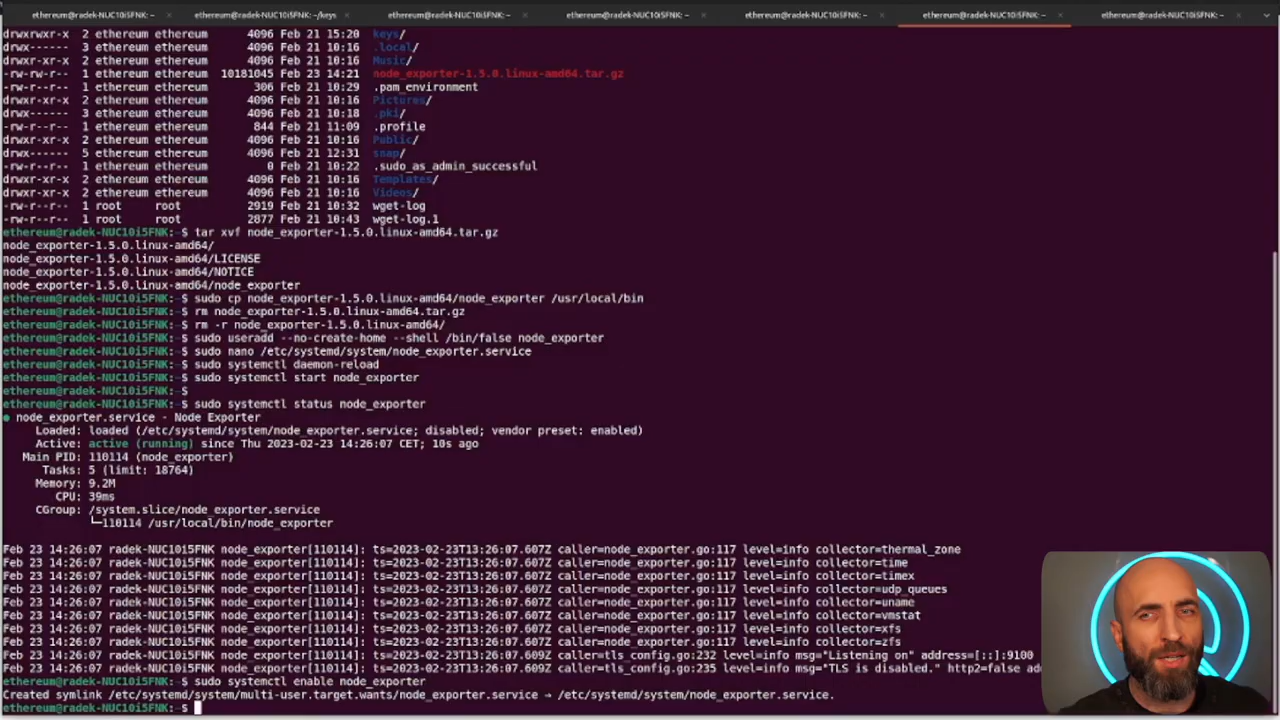 ethereum@radek-NUC10i5FNK: ~ ethereum@radek-NUC10i5FNK: ~/keys ethereum@radek-NUC10i5FNK: ~ ethereum@radek-NUC10i5FNK: ~ ethereum@radek-NUC10i5FNK: ~ ethereum@radek-NUC10i5FNK: ~ ethereum@radek-NUC10i5FNK: ~
drwxrwxr-x 2 ethereum ethereum 4096 Feb 21 15:20 keys/
drwx------ 3 ethereum ethereum 4096 Feb 21 10:16 .local/
drwxr-xr-x 2 ethereum ethereum 4096 Feb 21 10:16 Music/
-rw-rw-r-- 1 ethereum ethereum 10181045 Feb 23 14:21 node_exporter-1.5.0.linux-amd64.tar.gz
-rw-r--r-- 1 ethereum ethereum 306 Feb 21 10:29 .pam_environment
drwxr-xr-x 2 ethereum ethereum 4096 Feb 21 10:16 Pictures/
drwx------ 3 ethereum ethereum 4096 Feb 21 10:18 .pki/
-rw-r--r-- 1 ethereum ethereum 844 Feb 21 11:09 .profile
drwxr-xr-x 2 ethereum ethereum 4096 Feb 21 10:16 Public/
drwx------ 5 ethereum ethereum 4096 Feb 21 12:31 snap/
-rw-r--r-- 1 ethereum ethereum 0 Feb 21 10:22 .sudo_as_admin_successful
drwxr-xr-x 2 ethereum ethereum 4096 Feb 21 10:16 Templates/
drwxr-xr-x 2 ethereum ethereum 4096 Feb 21 10:16 Videos/
-rw-r--r-- 1 root root 2919 Feb 21 10:32 wget-log
-rw-r--r-- 1 root root 2877 Feb 21 10:43 wget-log.1
ethereum@radek-NUC10i5FNK:~$ tar xvf node_exporter-1.5.0.linux-amd64.tar.gz
node_exporter-1.5.0.linux-amd64/
node_exporter-1.5.0.linux-amd64/LICENSE
node_exporter-1.5.0.linux-amd64/NOTICE
node_exporter-1.5.0.linux-amd64/node_exporter
ethereum@radek-NUC10i5FNK:~$ sudo cp node_exporter-1.5.0.linux-amd64/node_exporter /usr/local/bin
ethereum@radek-NUC10i5FNK:~$ rm node_exporter-1.5.0.linux-amd64.tar.gz
ethereum@radek-NUC10i5FNK:~$ rm -r node_exporter-1.5.0.linux-amd64/
ethereum@radek-NUC10i5FNK:~$ sudo useradd --no-create-home --shell /bin/false node_exporter
ethereum@radek-NUC10i5FNK:~$ sudo nano /etc/systemd/system/node_exporter.service
ethereum@radek-NUC10i5FNK:~$ sudo systemctl daemon-reload
ethereum@radek-NUC10i5FNK:~$ sudo systemctl start node_exporter
ethereum@radek-NUC10i5FNK:~$
ethereum@radek-NUC10i5FNK:~$ sudo systemctl status node_exporter
● node_exporter.service - Node Exporter
Loaded: loaded (/etc/systemd/system/node_exporter.service; disabled; vendor preset: enabled)
Active: active (running) since Thu 2023-02-23 14:26:07 CET; 10s ago
Main PID: 110114 (node_exporter)
Tasks: 5 (limit: 18764)
Memory: 9.2M
CPU: 39ms
CGroup: /system.slice/node_exporter.service
└─110114 /usr/local/bin/node_exporter
Feb 23 14:26:07 radek-NUC10i5FNK node_exporter[110114]: ts=2023-02-23T13:26:07.607Z caller=node_exporter.go:117 level=info collector=thermal_zone
Feb 23 14:26:07 radek-NUC10i5FNK node_exporter[110114]: ts=2023-02-23T13:26:07.607Z caller=node_exporter.go:117 level=info collector=time
Feb 23 14:26:07 radek-NUC10i5FNK node_exporter[110114]: ts=2023-02-23T13:26:07.607Z caller=node_exporter.go:117 level=info collector=timex
Feb 23 14:26:07 radek-NUC10i5FNK node_exporter[110114]: ts=2023-02-23T13:26:07.607Z caller=node_exporter.go:117 level=info collector=udp_queues
Feb 23 14:26:07 radek-NUC10i5FNK node_exporter[110114]: ts=2023-02-23T13:26:07.607Z caller=node_exporter.go:117 level=info collector=uname
Feb 23 14:26:07 radek-NUC10i5FNK node_exporter[110114]: ts=2023-02-23T13:26:07.607Z caller=node_exporter.go:117 level=info collector=vmstat
Feb 23 14:26:07 radek-NUC10i5FNK node_exporter[110114]: ts=2023-02-23T13:26:07.607Z caller=node_exporter.go:117 level=info collector=xfs
Feb 23 14:26:07 radek-NUC10i5FNK node_exporter[110114]: ts=2023-02-23T13:26:07.607Z caller=node_exporter.go:117 level=info collector=zfs
Feb 23 14:26:07 radek-NUC10i5FNK node_exporter[110114]: ts=2023-02-23T13:26:07.609Z caller=tls_config.go:232 level=info msg="Listening on" address=[::]:9100
Feb 23 14:26:07 radek-NUC10i5FNK node_exporter[110114]: ts=2023-02-23T13:26:07.609Z caller=tls_config.go:235 level=info msg="TLS is disabled." http2=false
ethereum@radek-NUC10i5FNK:~$ sudo systemctl enable node_exporter
Created symlink /etc/systemd/system/multi-user.target.wants/node_exporter.service → /etc/systemd/system/node_exporter.service.
ethereum@radek-NUC10i5FNK:~$